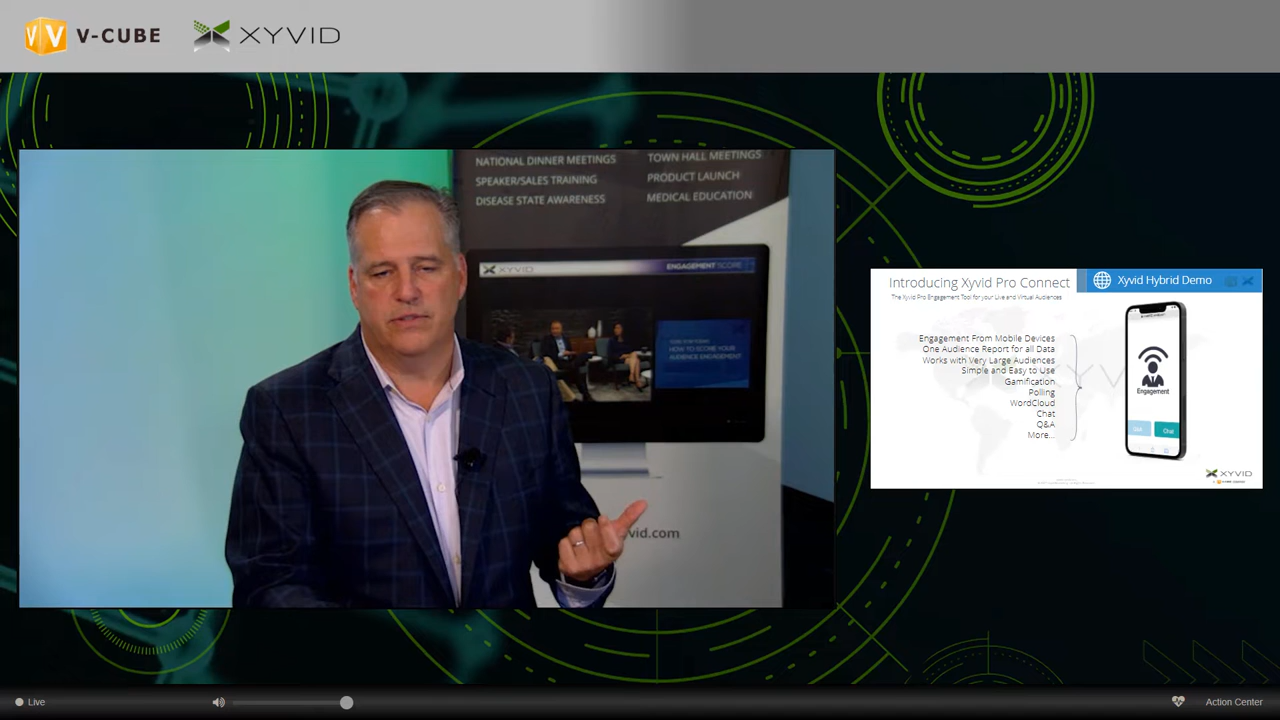 V-CUBE
XYVID
NATIONAL DINNER MEETINGS
SPEAKER/SALES TRAINING
DISEASE STATE AWARENESS
TOWN HALL MEETINGS
PRODUCT LAUNCH
MEDICAL EDUCATION
XYVID
ENGAGEMENT SCORE
HOW TO SCORE YOUR
AUDIENCE ENGAGEMENT
vid.com
Introducing Xyvid Pro Connect
The Xyvid Pro Engagement Tool for your Live and Virtual Audiences
Xyvid Hybrid Demo
Engagement From Mobile Devices
One Audience Report for all Data
Works with Very Large Audiences
Simple and Easy to Use
Gamification
Polling
WordCloud
Chat
Q&A
More...
Engagement
Chat
XYVID
Live
Action Center